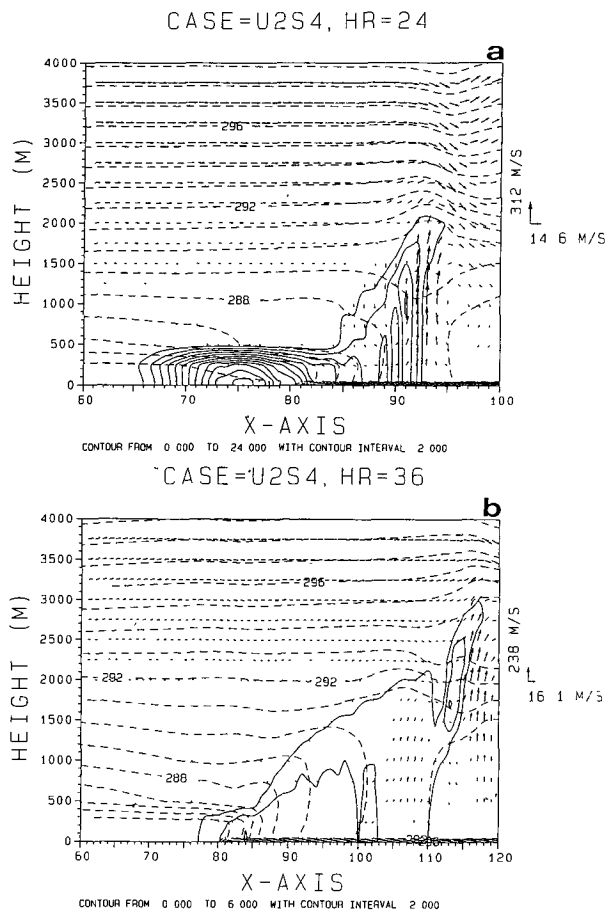 CASE=U2S4, HR=24
a
4000
3500
3000
2500
2000
1500
1000
500
0
HEIGHT (M)
296
292
288
312 M/S
14 6 M/S
60 70 80 90 100
X-AXIS
CONTOUR FROM 0 000 TO 24 000 WITH CONTOUR INTERVAL 2 000
CASE=U2S4, HR=36
b
4000
3500
3000
2500
2000
1500
1000
500
0
HEIGHT (M)
296
292
292
288
238 M/S
16 1 M/S
60 70 80 90 100 110 120
X-AXIS
CONTOUR FROM 0 000 TO 6 000 WITH CONTOUR INTERVAL 2 000